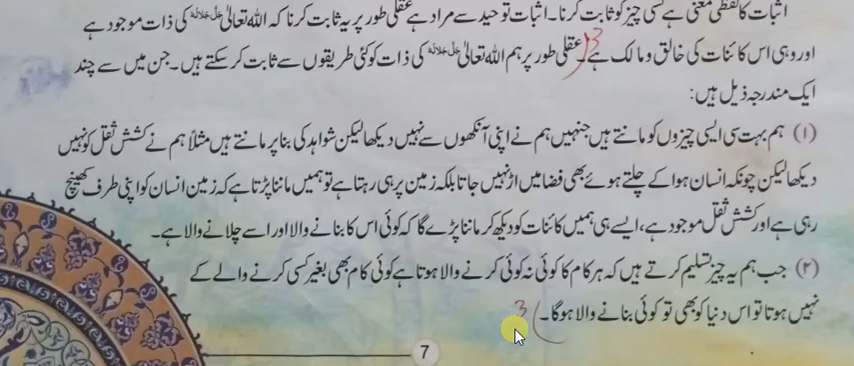 اثبات کا لفظی معنی ہے کسی چیز کو ثابت کرنا۔ اثبات توحید سے مراد ہے عقلی طور پر یہ ثابت کرنا کہ اللہ تعالیٰ جَلَّ جَلَالُہٗ کی ذات موجود ہے
اور وہی اس کائنات کی خالق و مالک ہے۔ 3 عقلی طور پر ہم اللہ تعالیٰ جَلَّ جَلَالُہٗ کی ذات کو کئی طریقوں سے ثابت کر سکتے ہیں۔ جن میں سے چند
ایک مندرجہ ذیل ہیں:
(۱) ہم بہت سی ایسی چیزوں کو مانتے ہیں جنہیں ہم نے اپنی آنکھوں سے نہیں دیکھا لیکن شواہد کی بنا پر مانتے ہیں مثلاً ہم نے کشش ثقل کو نہیں
دیکھا لیکن چونکہ انسان ہوا کے چلتے ہوئے بھی فضا میں اڑ نہیں جاتا بلکہ زمین پر ہی رہتا ہے تو ہمیں ماننا پڑتا ہے کہ زمین انسان کو اپنی طرف کھینچ
رہی ہے اور کشش ثقل موجود ہے، ایسے ہی ہمیں کائنات کو دیکھ کر ماننا پڑے گا کہ کوئی اس کا بنانے والا اور اسے چلانے والا ہے۔
(۲) جب ہم یہ چیز تسلیم کرتے ہیں کہ ہر کام کا کوئی نہ کوئی کرنے والا ہوتا ہے کوئی کام بھی بغیر کسی کرنے والے کے
نہیں ہوتا تو اس دنیا کو بھی تو کوئی بنانے والا ہوگا۔ 3
7